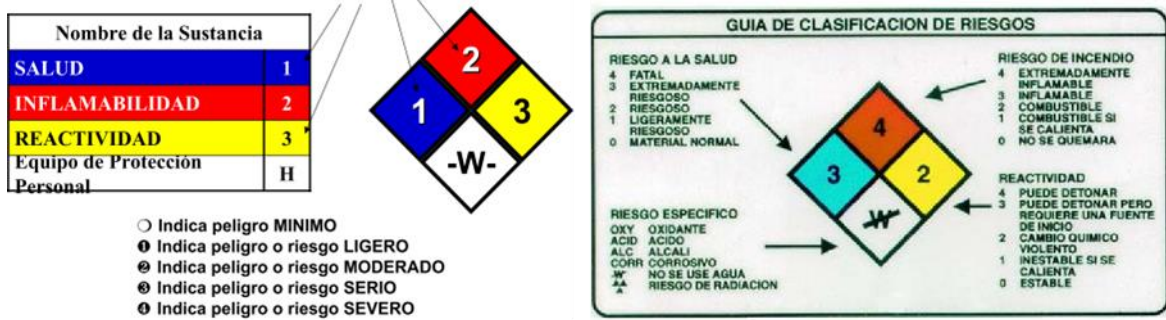 Nombre de la Sustancia
SALUD 1
INFLAMABILIDAD 2
REACTIVIDAD 3
Equipo de Protección
Personal H
2
1 3
-W-
○ Indica peligro MINIMO
❶ Indica peligro o riesgo LIGERO
❷ Indica peligro o riesgo MODERADO
❸ Indica peligro o riesgo SERIO
❹ Indica peligro o riesgo SEVERO
GUIA DE CLASIFICACION DE RIESGOS
RIESGO A LA SALUD
4 FATAL
3 EXTREMADAMENTE
RIESGOSO
2 RIESGOSO
1 LIGERAMENTE
RIESGOSO
0 MATERIAL NORMAL
RIESGO ESPECIFICO
OXY OXIDANTE
ACID ACIDO
ALC ALCALI
CORR CORROSIVO
W NO SE USE AGUA
RIESGO DE RADIACION
4
3 2
W
RIESGO DE INCENDIO
4 EXTREMADAMENTE
INFLAMABLE
3 INFLAMABLE
2 COMBUSTIBLE
1 COMBUSTIBLE SI
SE CALIENTA
0 NO SE QUEMARA
REACTIVIDAD
4 PUEDE DETONAR
3 PUEDE DETONAR PERO
REQUIERE UNA FUENTE
DE INICIO
2 CAMBIO QUIMICO
VIOLENTO
1 INESTABLE SI SE
CALIENTA
0 ESTABLE